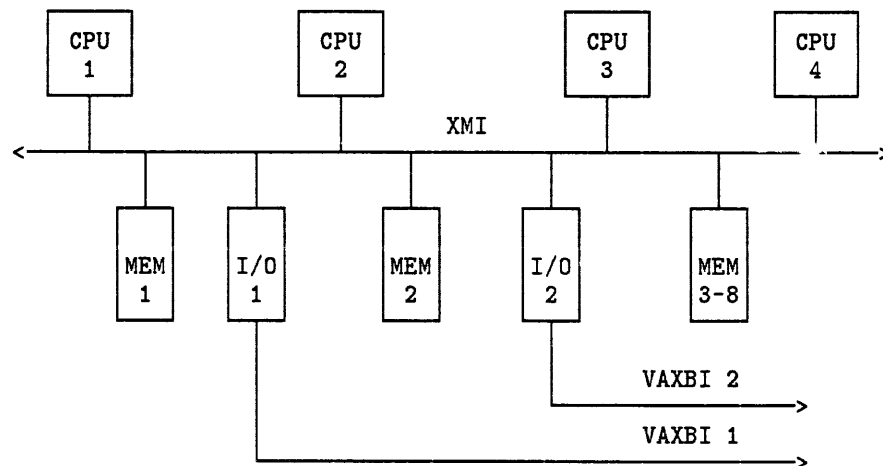 CPU
1
CPU
2
CPU
3
CPU
4
XMI
MEM
1
I/O
1
MEM
2
I/O
2
MEM
3-8
VAXBI 2
VAXBI 1